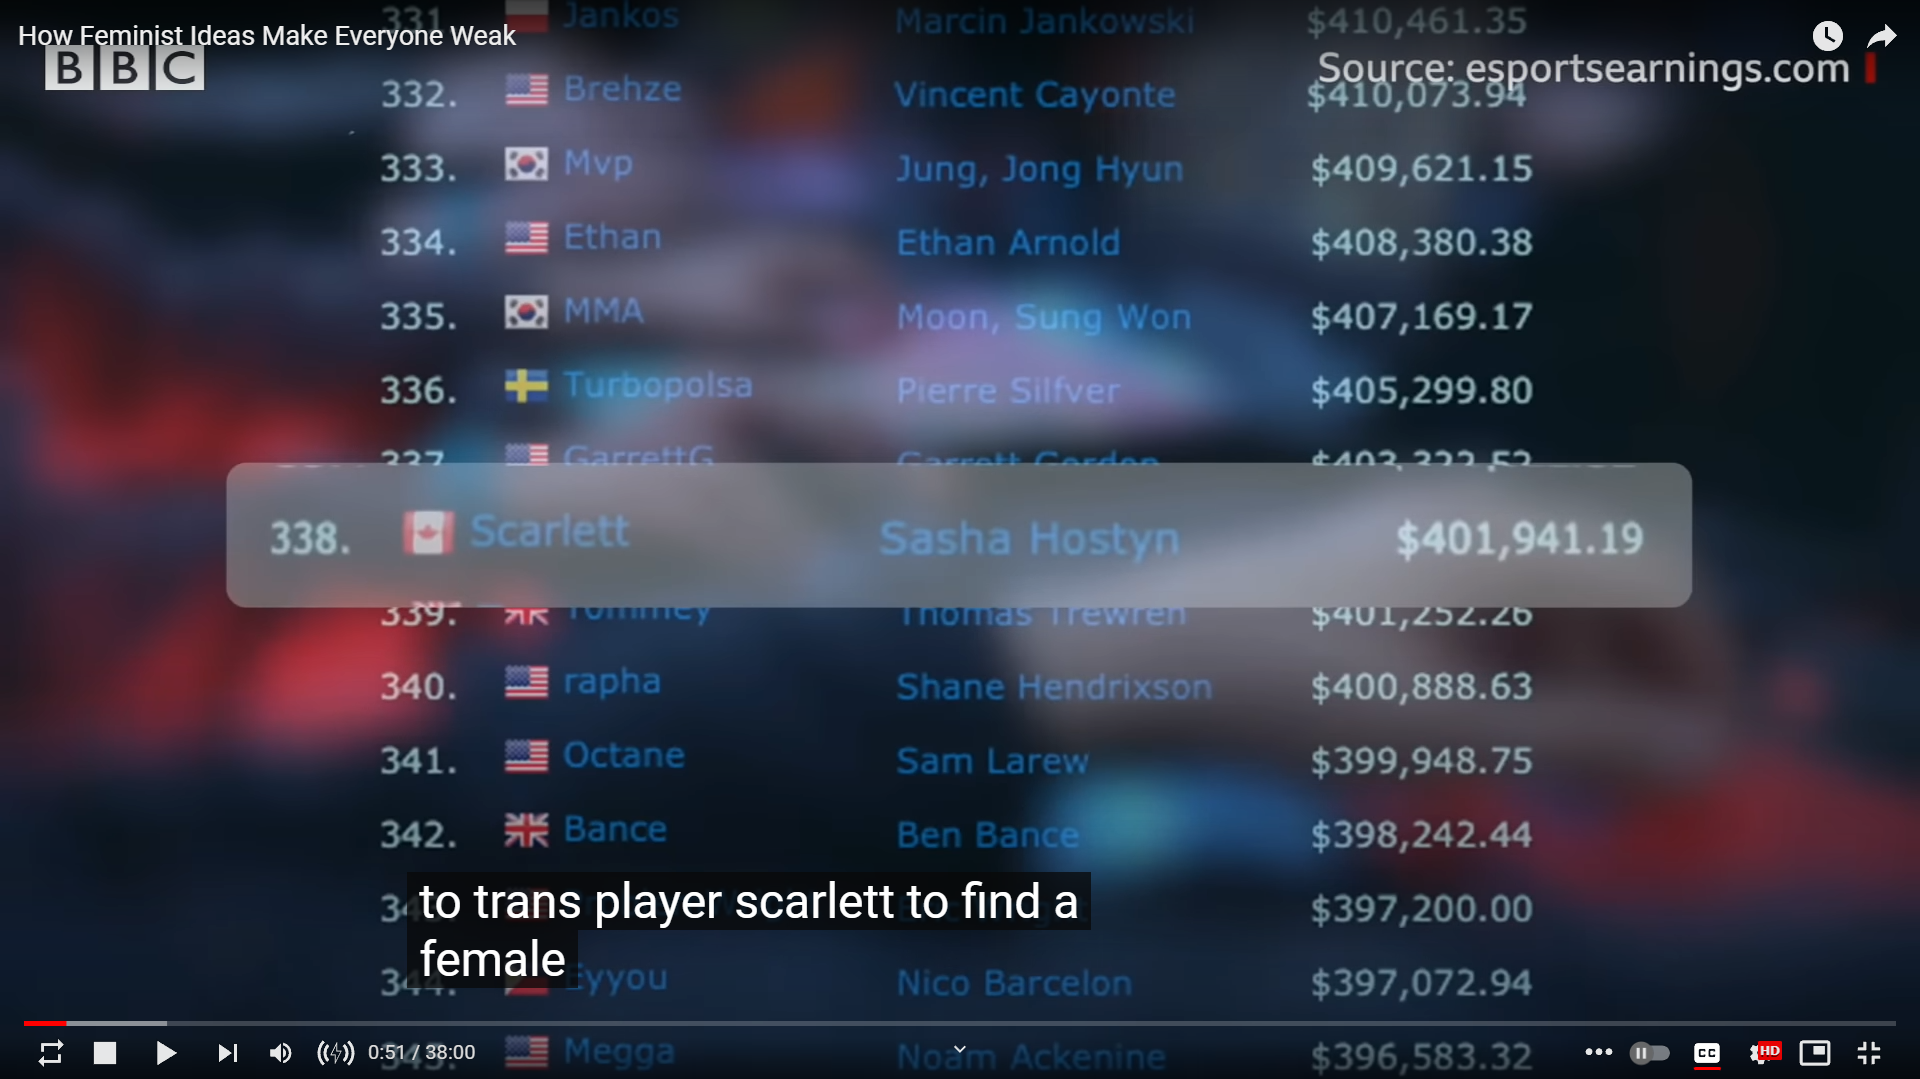 How Feminist Ideas Make Everyone Weak
BBC
Source: esportsearnings.com
331 Jankos Marcin Jankowski $410,461.35
332. Brehze Vincent Cayonte $410,073.94
333. Mvp Jung, Jong Hyun $409,621.15
334. Ethan Ethan Arnold $408,380.38
335. MMA Moon, Sung Won $407,169.17
336. Turbopolsa Pierre Silfver $405,299.80
337. GarrettG Garrett Gordon $403,322.52
338. Scarlett Sasha Hostyn $401,941.19
339. Tommey Thomas Trewren $401,252.26
340. rapha Shane Hendrixson $400,888.63
341. Octane Sam Larew $399,948.75
342. Bance Ben Bance $398,242.44
$397,200.00
to trans player scarlett to find a
female
344. Eyyou Nico Barcelon $397,072.94
345. Megga Noam Ackenine $396,583.32
0:51 / 38:00
CC
HD